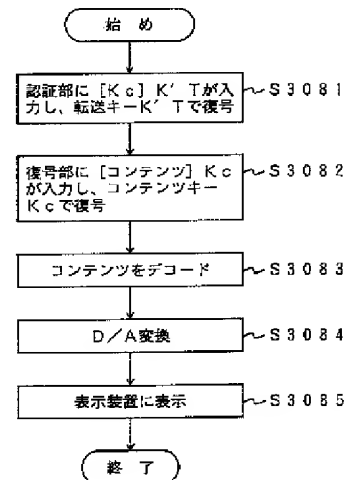 始 め
認証部に［Ｋｃ］Ｋ′Ｔが入
力し、転送キーＫ′Ｔで復号
Ｓ３０８１
復号部に［コンテンツ］Ｋｃ
が入力し、コンテンツキー
Ｋｃで復号
Ｓ３０８２
コンテンツをデコード
Ｓ３０８３
Ｄ／Ａ変換
Ｓ３０８４
表示装置に表示
Ｓ３０８５
終 了